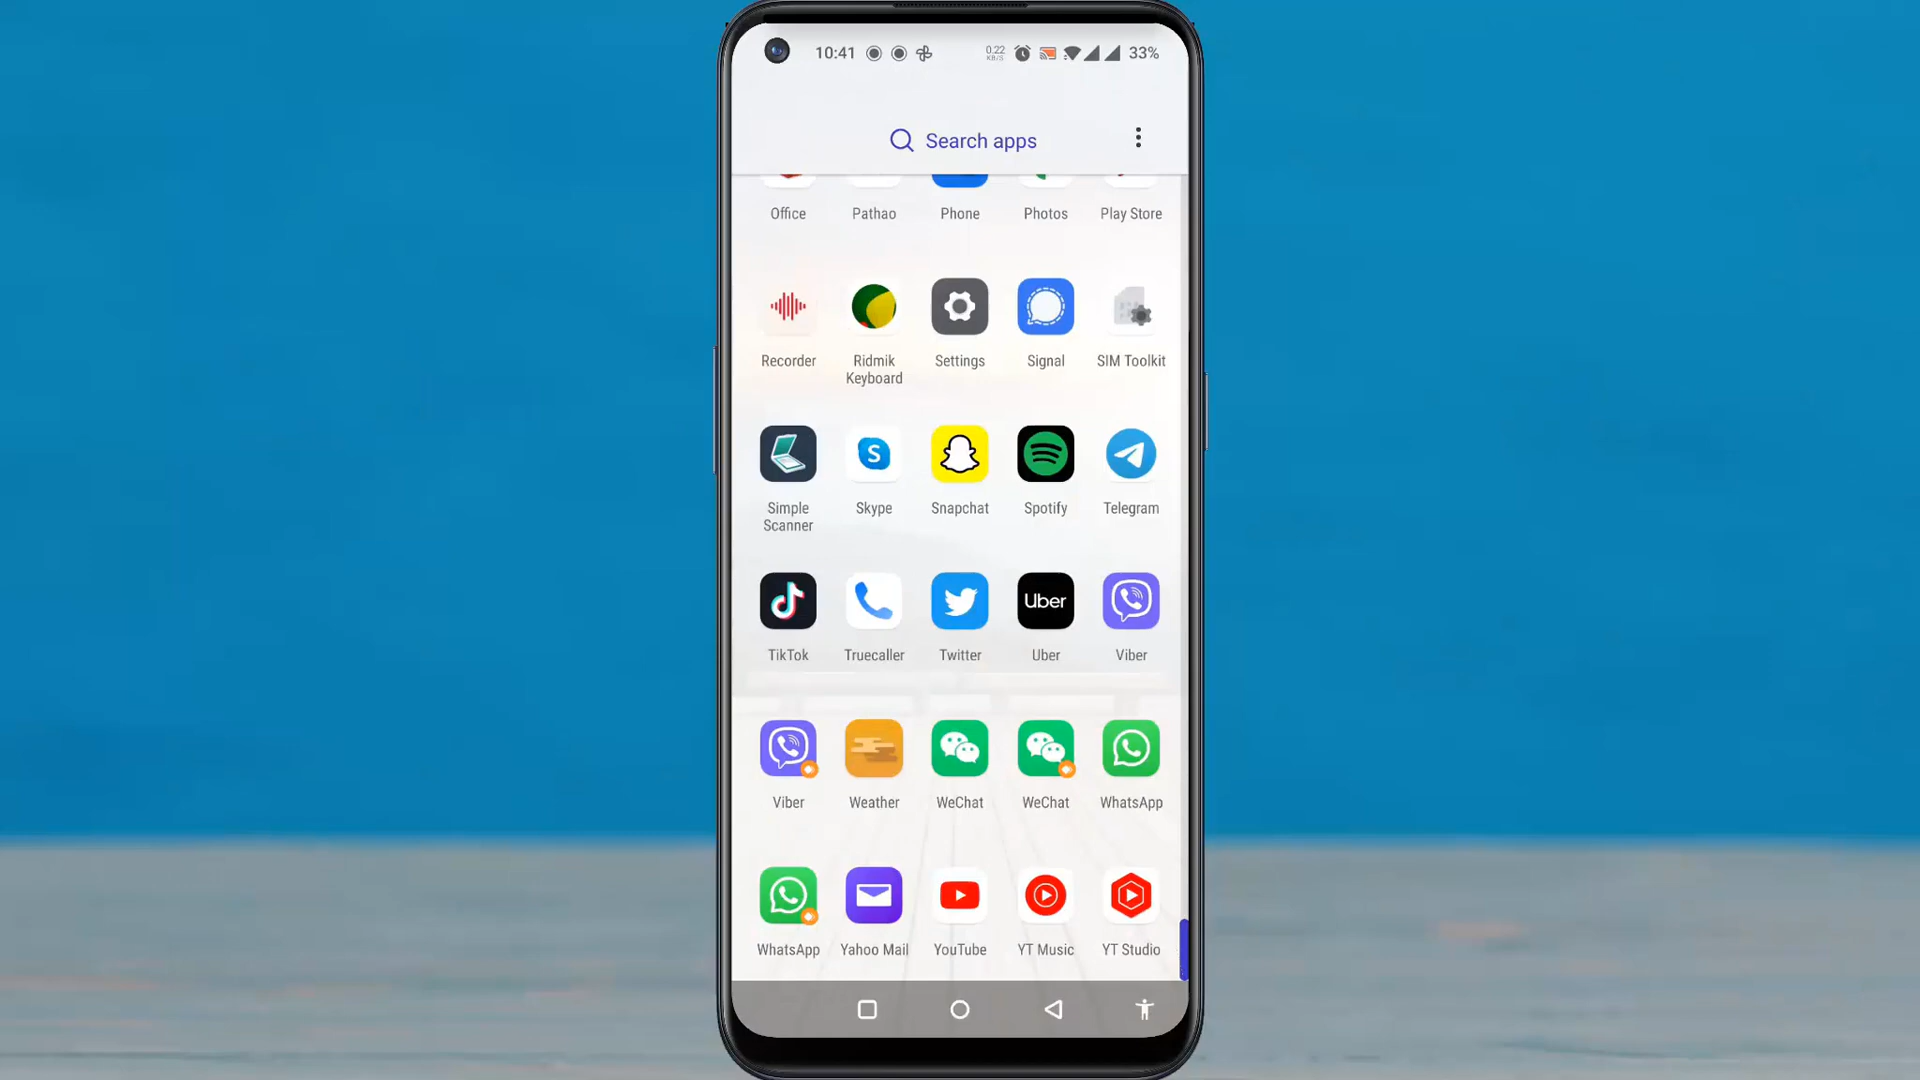 10:41
0.22
KB/S
33%
Search apps
Office
Pathao
Phone
Photos
Play Store
Recorder
Ridmik
Keyboard
Settings
Signal
SIM Toolkit
Simple
Scanner
S
Skype
Snapchat
Spotify
Telegram
TikTok
Truecaller
Twitter
Uber
Uber
Viber
Viber
Weather
WeChat
WeChat
WhatsApp
WhatsApp
Yahoo Mail
YouTube
YT Music
YT Studio